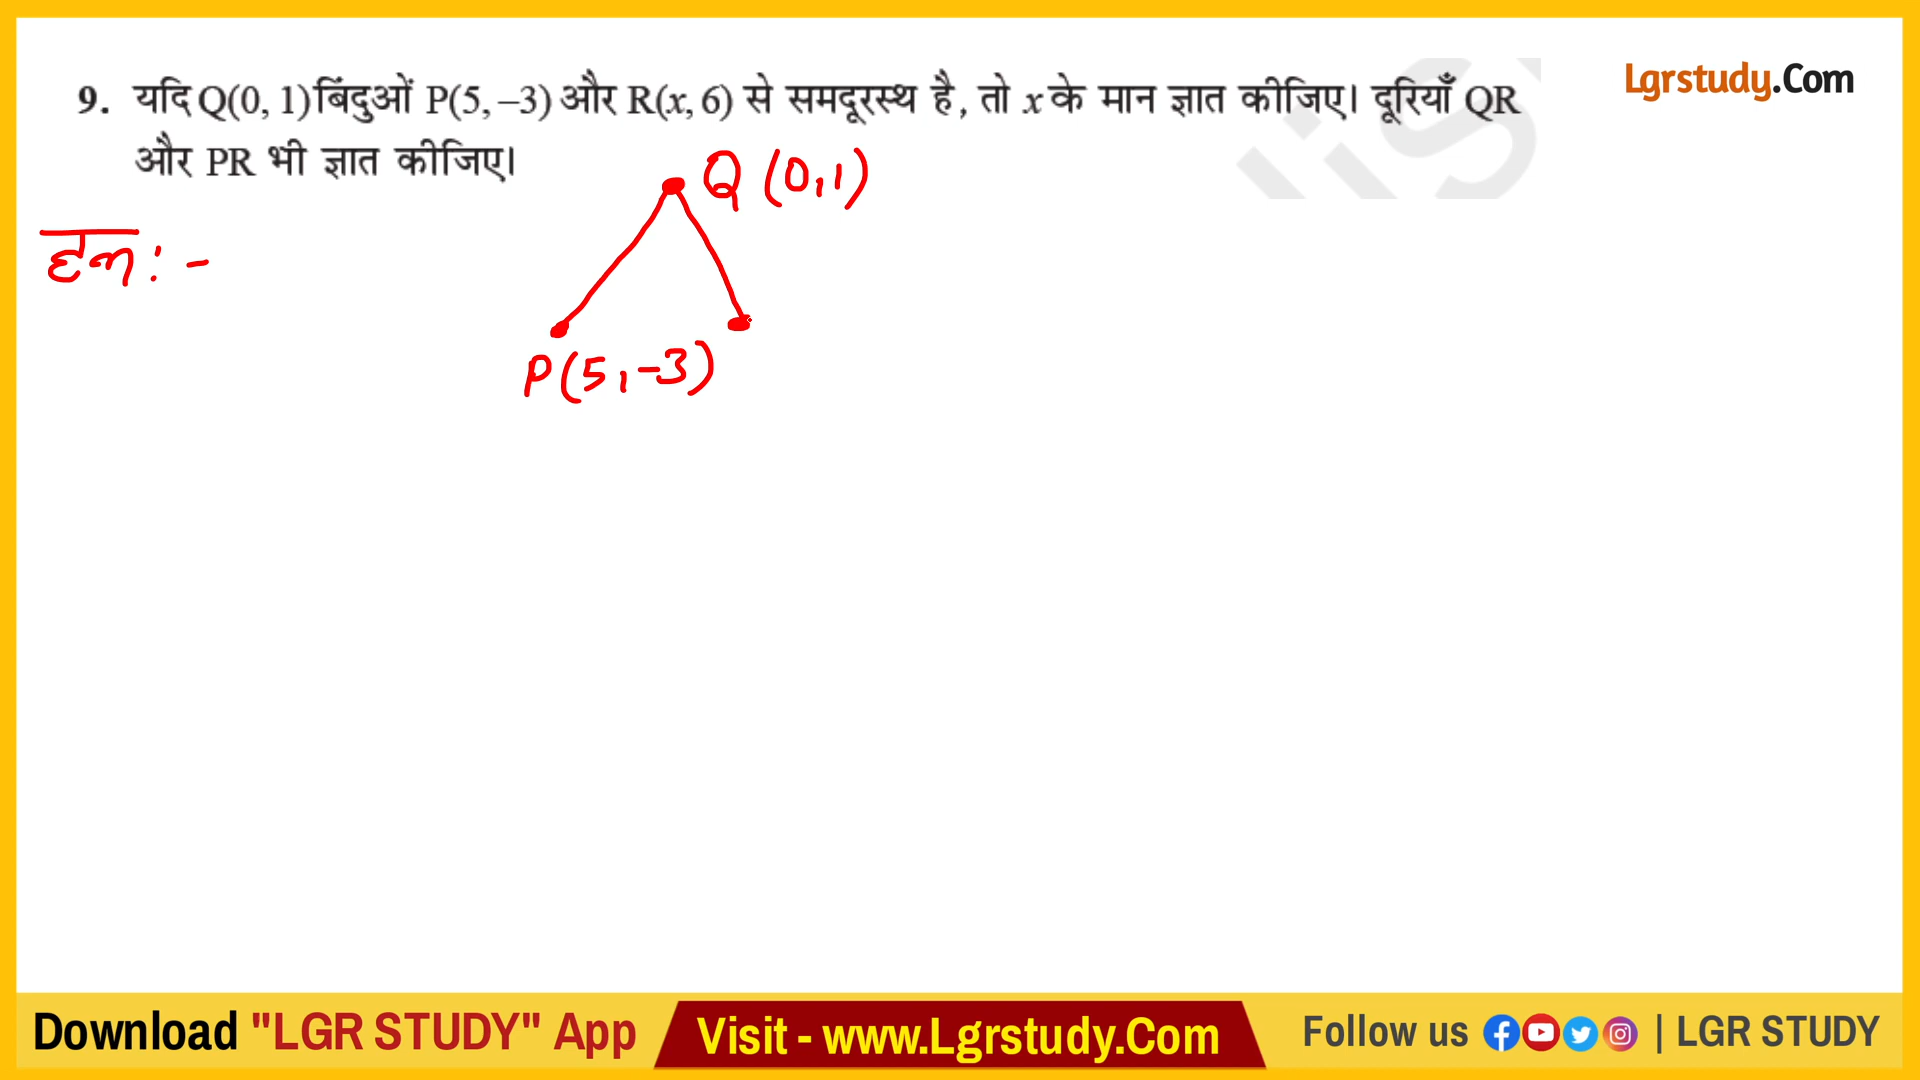 9. यदि Q(0, 1) बिंदुओं P(5, –3) और R(x, 6) से समदूरस्थ है, तो x के मान ज्ञात कीजिए। दूरियाँ QR
और PR भी ज्ञात कीजिए।
Lgrstudy.Com
Q (0,1)
हल : -
P(5, -3)
Download "LGR STUDY" App
Visit - www.Lgrstudy.Com
Follow us | LGR STUDY